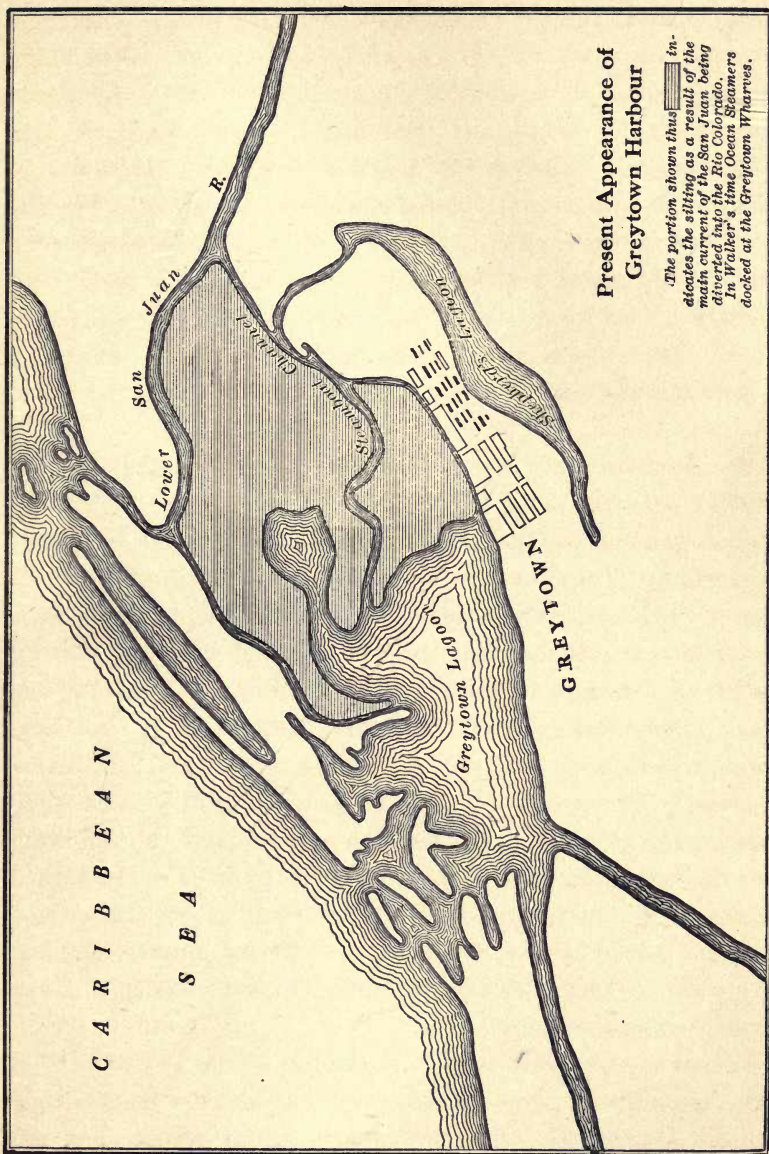 CARIBBEAN
SEA
Lower San Juan R.
Steamboat Channel
Shepherd's Lagoon
Greytown Lagoon
GREYTOWN
Present Appearance of
Greytown Harbour
The portion shown thus in-
dicates the silting as a result of the
main current of the San Juan being
diverted into the Rio Colorado.
In Walker's time Ocean Steamers
docked at the Greytown Wharves.